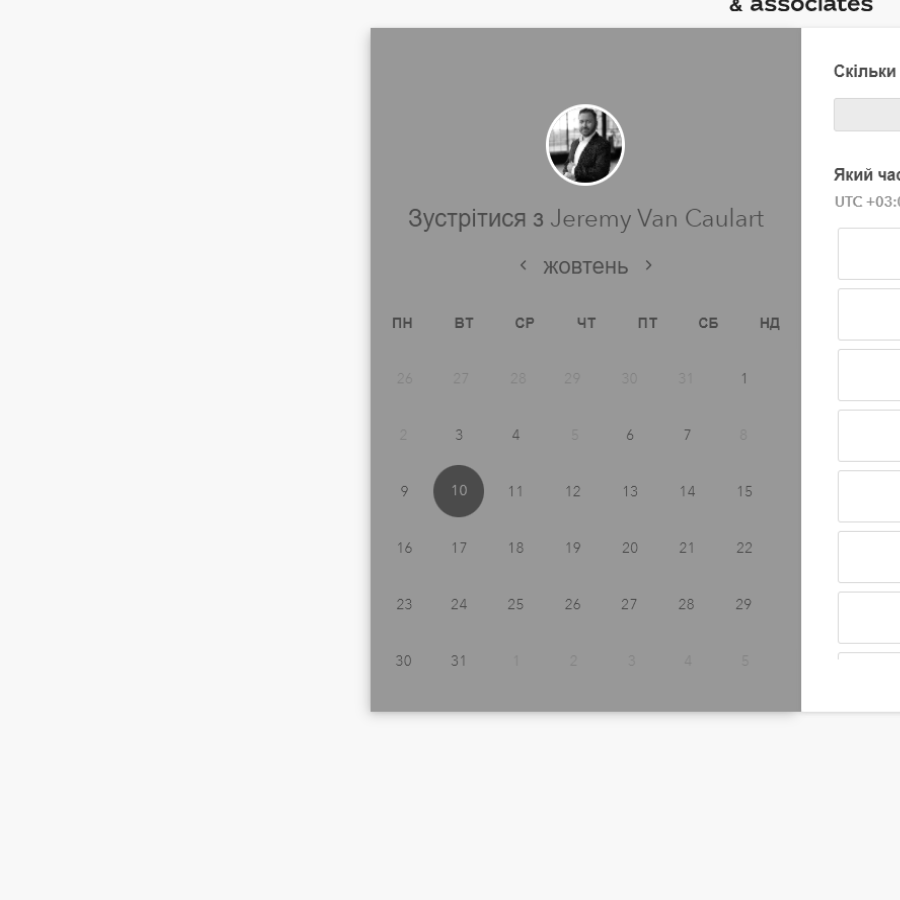 & associates
Зустрітися з Jeremy Van Caulart
жовтень
ПН ВТ СР ЧТ ПТ СБ НД
26 27 28 29 30 31 1
2 3 4 5 6 7 8
9 10 11 12 13 14 15
16 17 18 19 20 21 22
23 24 25 26 27 28 29
30 31 1 2 3 4 5
Скільки
Який
UTC